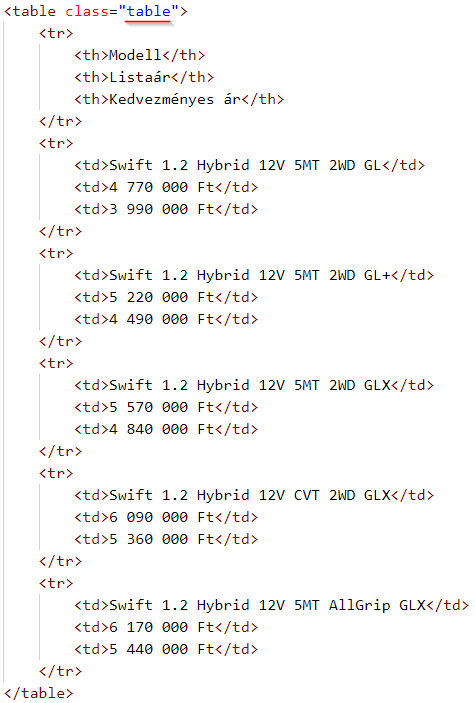 <table class="table">
<tr>
<th>Modell</th>
<th>Listaár</th>
<th>Kedvezményes ár</th>
</tr>
<tr>
<td>Swift 1.2 Hybrid 12V 5MT 2WD GL</td>
<td>4 770 000 Ft</td>
<td>3 990 000 Ft</td>
</tr>
<tr>
<td>Swift 1.2 Hybrid 12V 5MT 2WD GL+</td>
<td>5 220 000 Ft</td>
<td>4 490 000 Ft</td>
</tr>
<tr>
<td>Swift 1.2 Hybrid 12V 5MT 2WD GLX</td>
<td>5 570 000 Ft</td>
<td>4 840 000 Ft</td>
</tr>
<tr>
<td>Swift 1.2 Hybrid 12V CVT 2WD GLX</td>
<td>6 090 000 Ft</td>
<td>5 360 000 Ft</td>
</tr>
<tr>
<td>Swift 1.2 Hybrid 12V 5MT AllGrip GLX</td>
<td>6 170 000 Ft</td>
<td>5 440 000 Ft</td>
</tr>
</table>